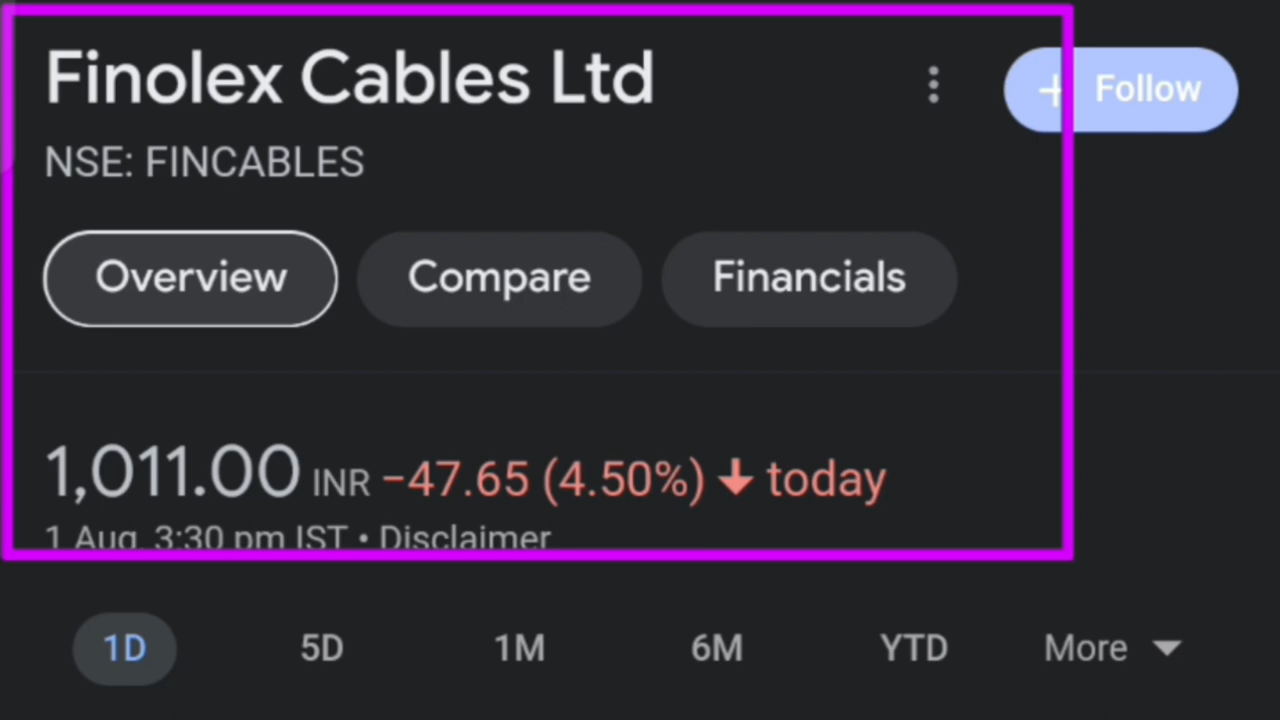 Finolex Cables Ltd
+ Follow
NSE: FINCABLES
Overview Compare Financials
1,011.00 INR −47.65 (4.50%) ↓ today
1 Aug, 3:30 pm IST • Disclaimer
1D 5D 1M 6M YTD More